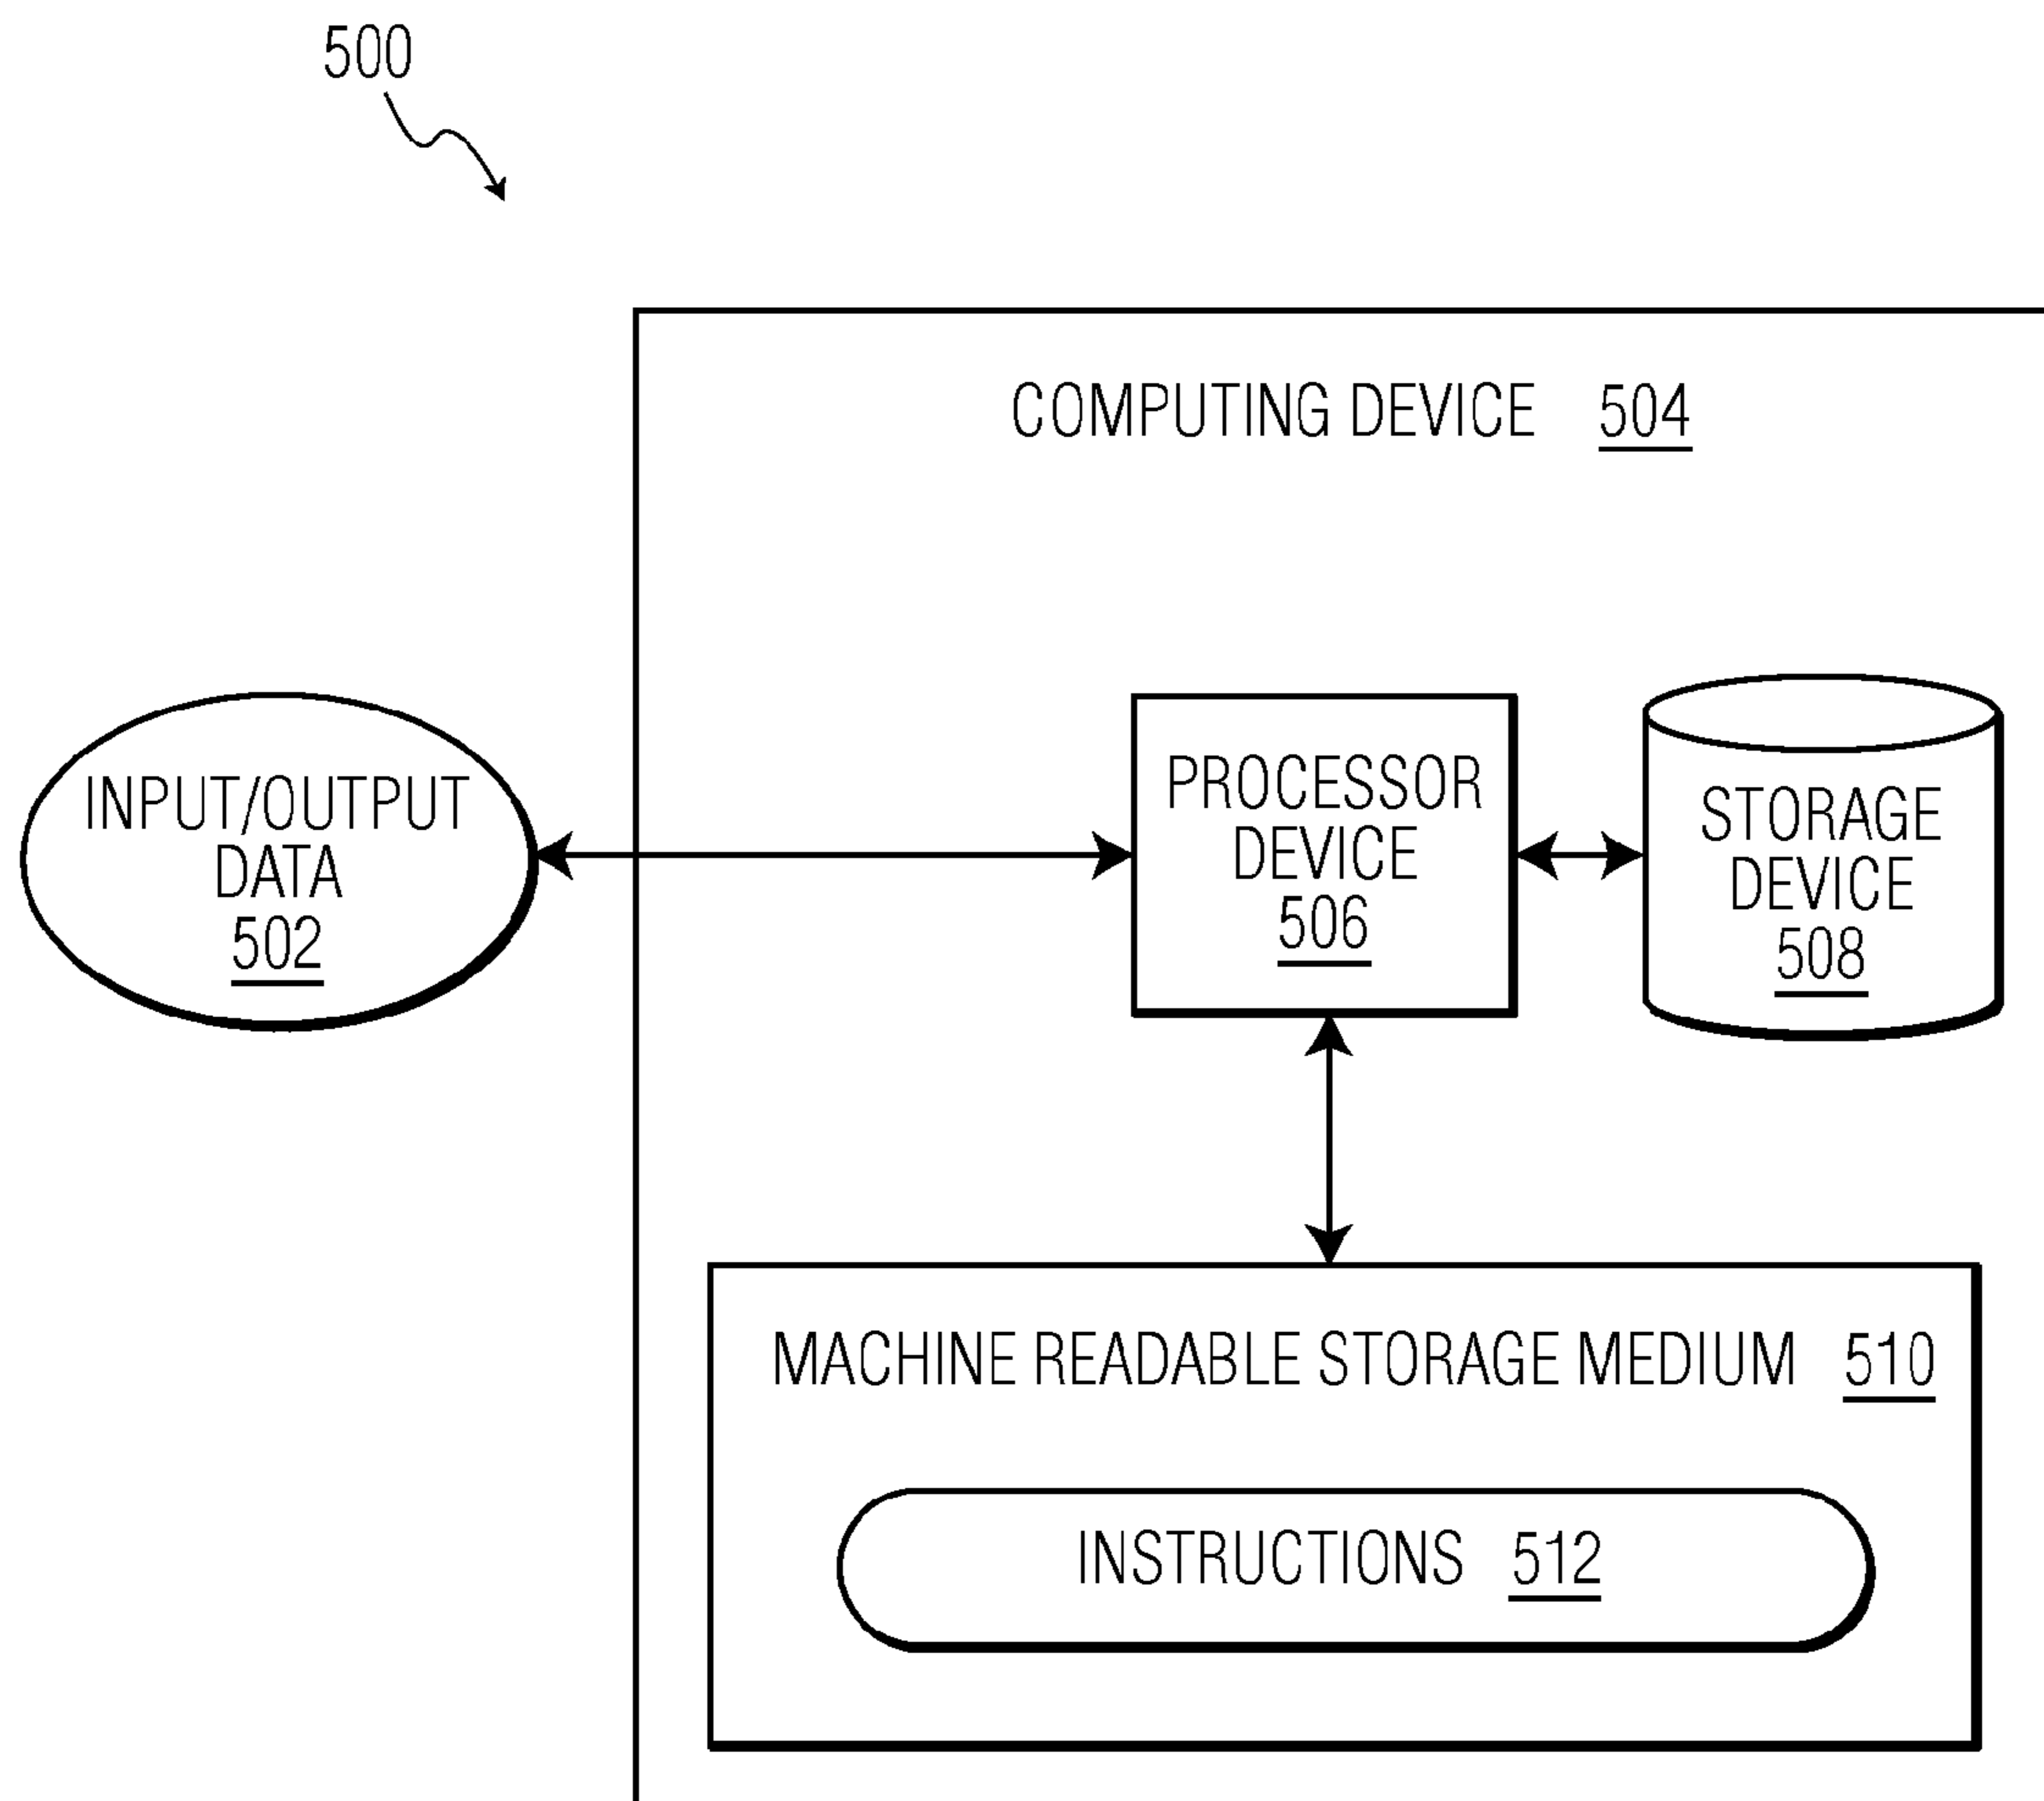 500
COMPUTING DEVICE 504
INPUT/OUTPUT
DATA
502
PROCESSOR
DEVICE
506
STORAGE
DEVICE
508
MACHINE READABLE STORAGE MEDIUM 510
INSTRUCTIONS 512